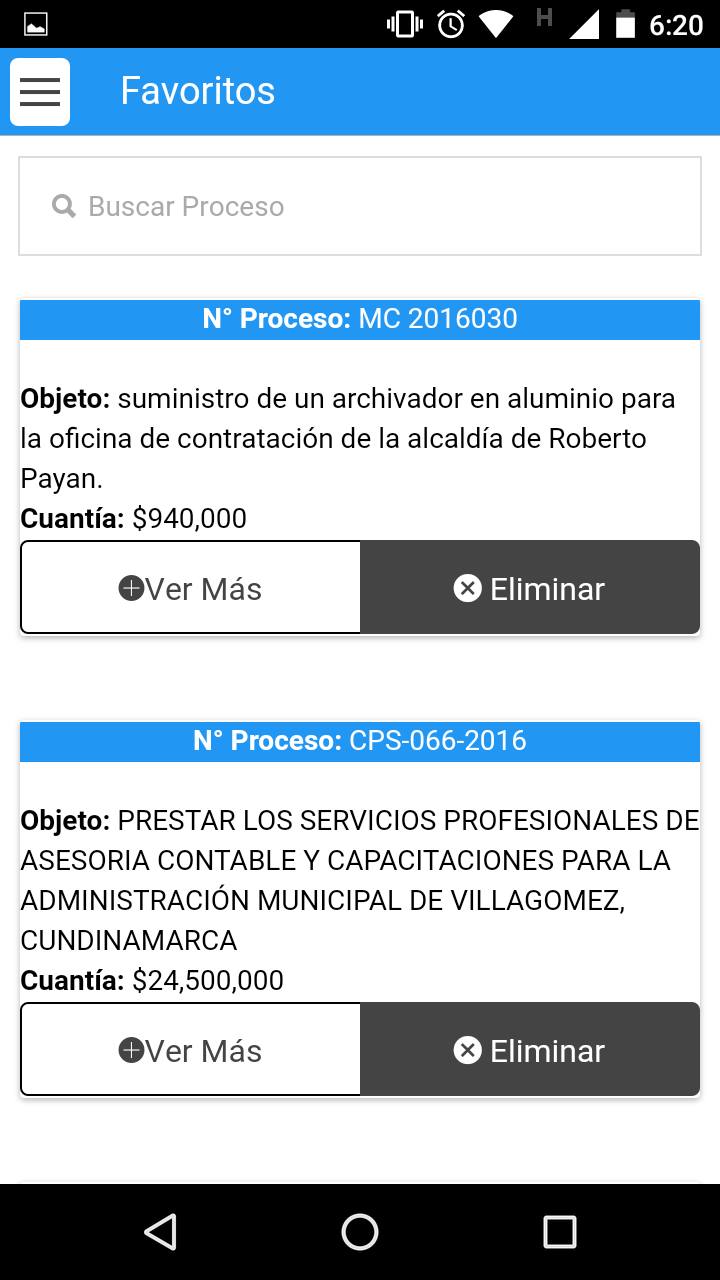 H 6:20
Favoritos
Buscar Proceso
N° Proceso: MC 2016030
Objeto: suministro de un archivador en aluminio para
la oficina de contratación de la alcaldía de Roberto
Payan.
Cuantía: $940,000
Ver Más Eliminar
N° Proceso: CPS-066-2016
Objeto: PRESTAR LOS SERVICIOS PROFESIONALES DE
ASESORIA CONTABLE Y CAPACITACIONES PARA LA
ADMINISTRACIÓN MUNICIPAL DE VILLAGOMEZ,
CUNDINAMARCA
Cuantía: $24,500,000
Ver Más Eliminar